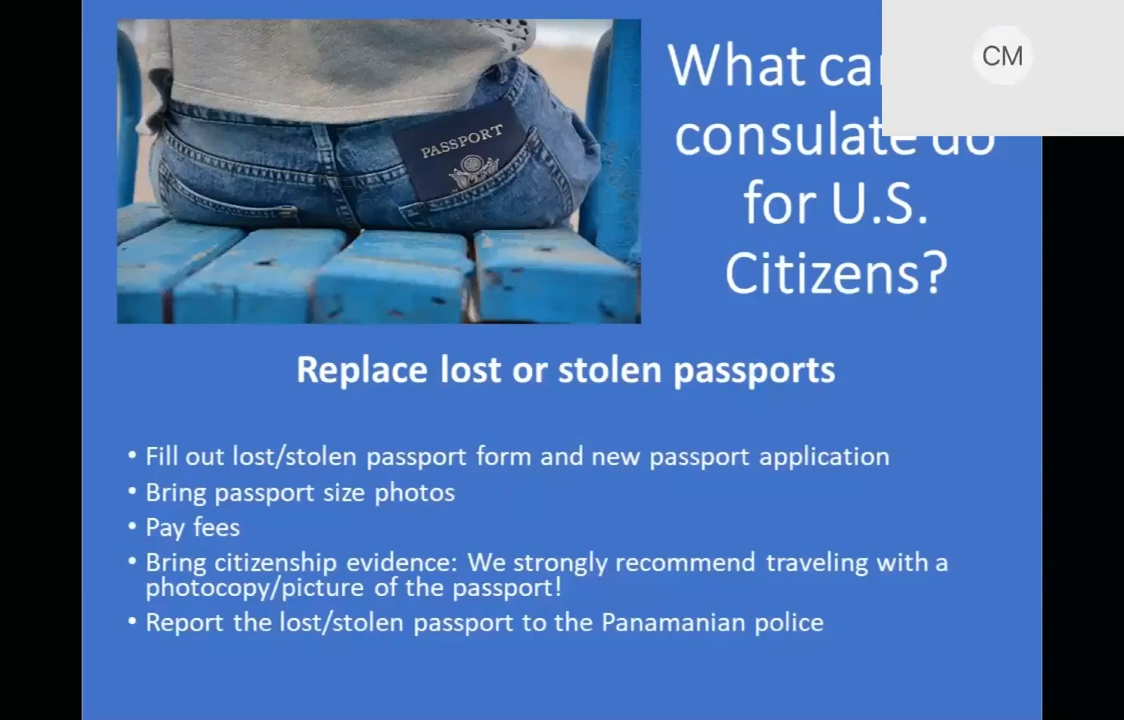 PASSPORT
CM
What ca
consulate do
for U.S.
Citizens?
Replace lost or stolen passports
• Fill out lost/stolen passport form and new passport application
• Bring passport size photos
• Pay fees
• Bring citizenship evidence: We strongly recommend traveling with a
photocopy/picture of the passport!
• Report the lost/stolen passport to the Panamanian police